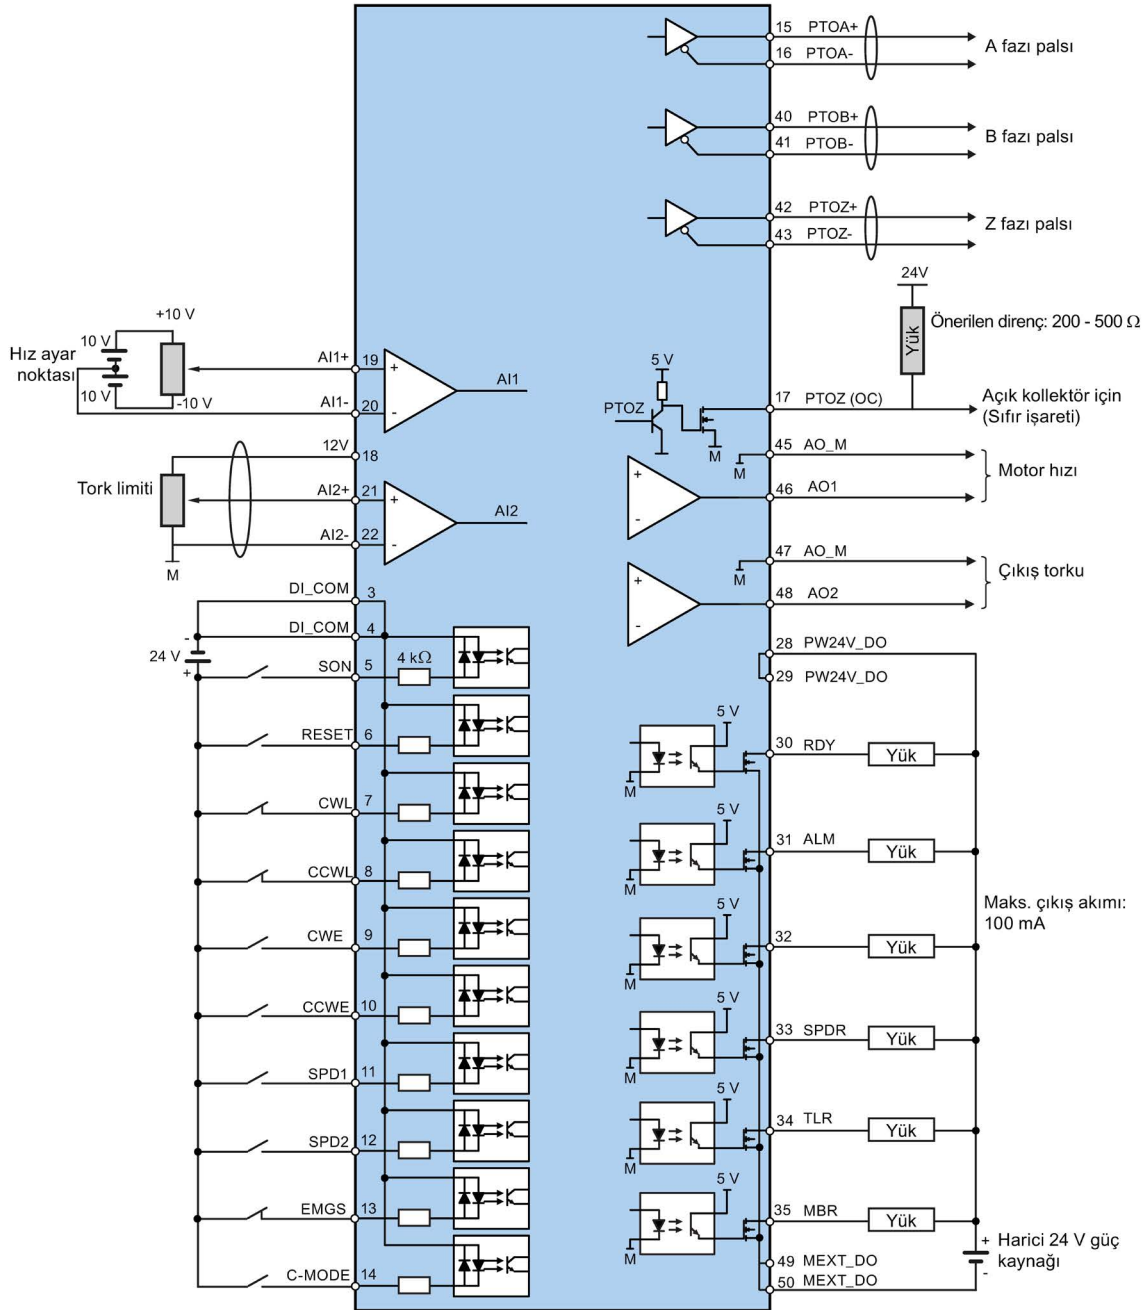 15 PTOA+
16 PTOA-
A fazı palsı
40 PTOB+
41 PTOB-
B fazı palsı
42 PTOZ+
43 PTOZ-
Z fazı palsı
24V
Yük
Önerilen direnç: 200 - 500 Ω
+10 V
10 V
10 V
-10 V
Hız ayar
noktası
AI1+ 19
AI1- 20
+
-
AI1
5 V
PTOZ
M
17 PTOZ (OC)
Açık kollektör için
(Sıfır işareti)
12V 18
Tork limiti
AI2+ 21
AI2- 22
M
+
-
AI2
45 AO_M
M
46 AO1
+
-
Motor hızı
47 AO_M
M
48 AO2
+
-
Çıkış torku
DI_COM 3
DI_COM 4
-
24 V
+
SON 5
4 kΩ
RESET 6
CWL 7
CCWL 8
CWE 9
CCWE 10
SPD1 11
SPD2 12
EMGS 13
C-MODE 14
28 PW24V_DO
29 PW24V_DO
5 V
M
30 RDY
Yük
5 V
M
31 ALM
Yük
Maks. çıkış akımı:
100 mA
5 V
M
32
Yük
5 V
M
33 SPDR
Yük
5 V
M
34 TLR
Yük
5 V
M
35 MBR
Yük
49 MEXT_DO
50 MEXT_DO
+
-
Harici 24 V güç
kaynağı